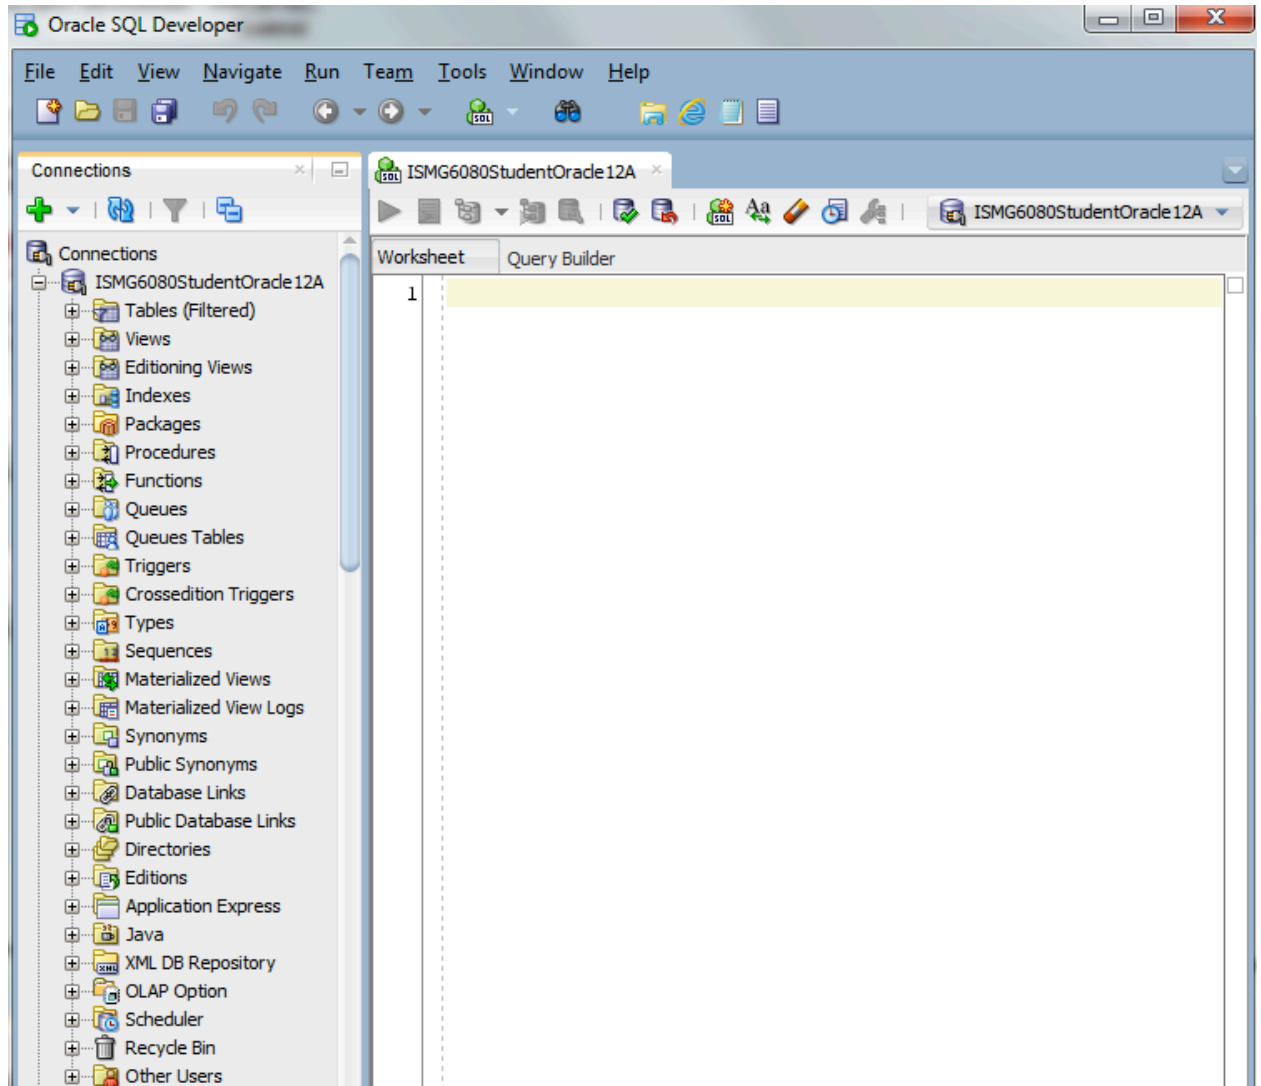 Oracle SQL Developer
File Edit View Navigate Run Team Tools Window Help
Connections
ISMG6080StudentOracle12A
ISMG6080StudentOracle12A
Worksheet Query Builder
1
Connections
ISMG6080StudentOracle12A
Tables (Filtered)
Views
Editioning Views
Indexes
Packages
Procedures
Functions
Queues
Queues Tables
Triggers
Crossedition Triggers
Types
Sequences
Materialized Views
Materialized View Logs
Synonyms
Public Synonyms
Database Links
Public Database Links
Directories
Editions
Application Express
Java
XML DB Repository
OLAP Option
Scheduler
Recycle Bin
Other Users